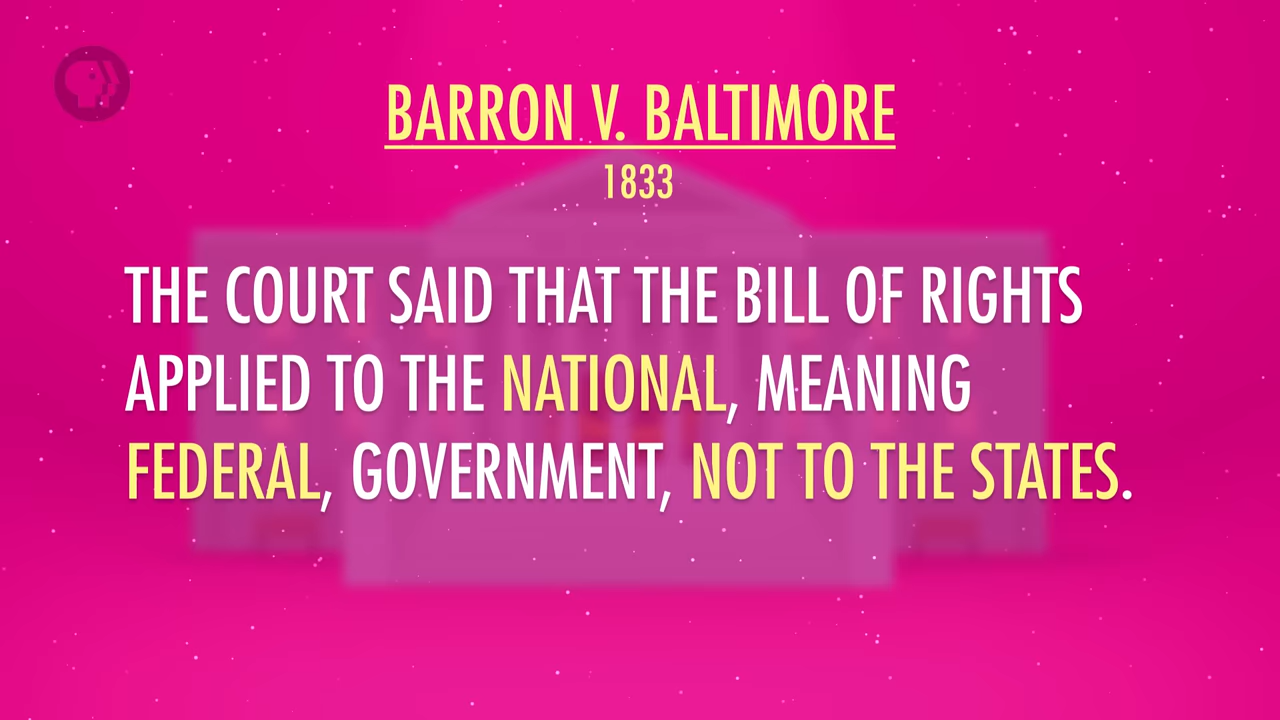 BARRON V. BALTIMORE
1833
THE COURT SAID THAT THE BILL OF RIGHTS
APPLIED TO THE NATIONAL, MEANING
FEDERAL, GOVERNMENT, NOT TO THE STATES.